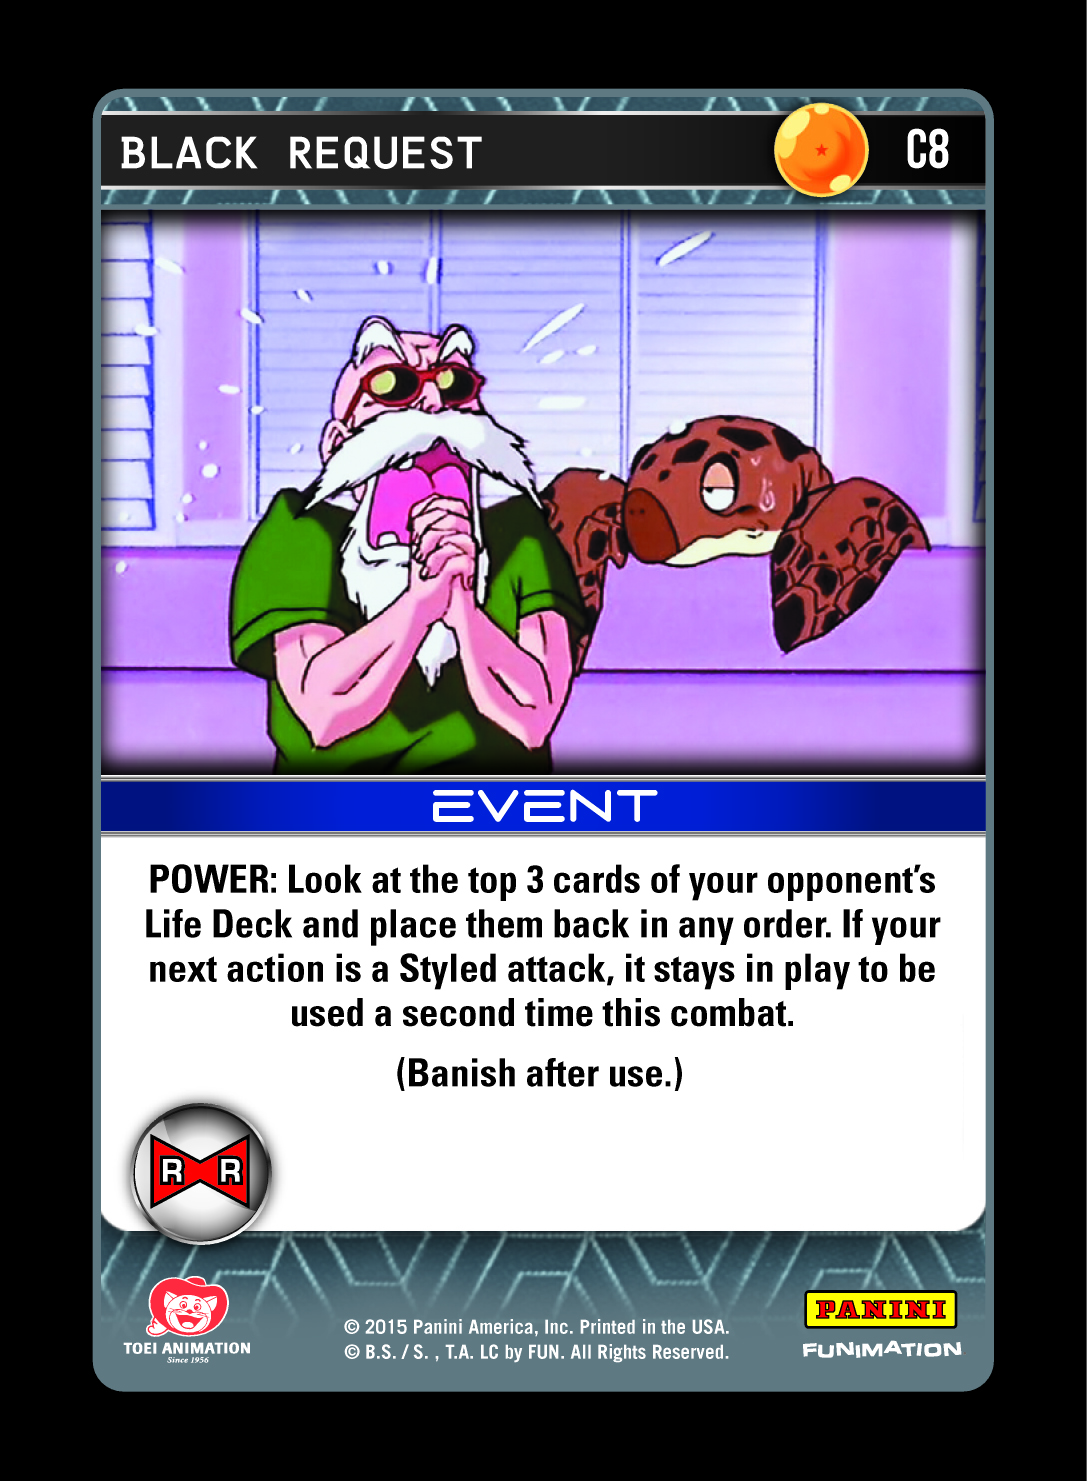 BLACK REQUEST
C8
EVENT
POWER: Look at the top 3 cards of your opponent’s
Life Deck and place them back in any order. If your
next action is a Styled attack, it stays in play to be
used a second time this combat.
(Banish after use.)
R R
TOEI ANIMATION
Since 1956
© 2015 Panini America, Inc. Printed in the USA.
© B.S. / S. , T.A. LC by FUN. All Rights Reserved.
PANINI
FUNIMATION